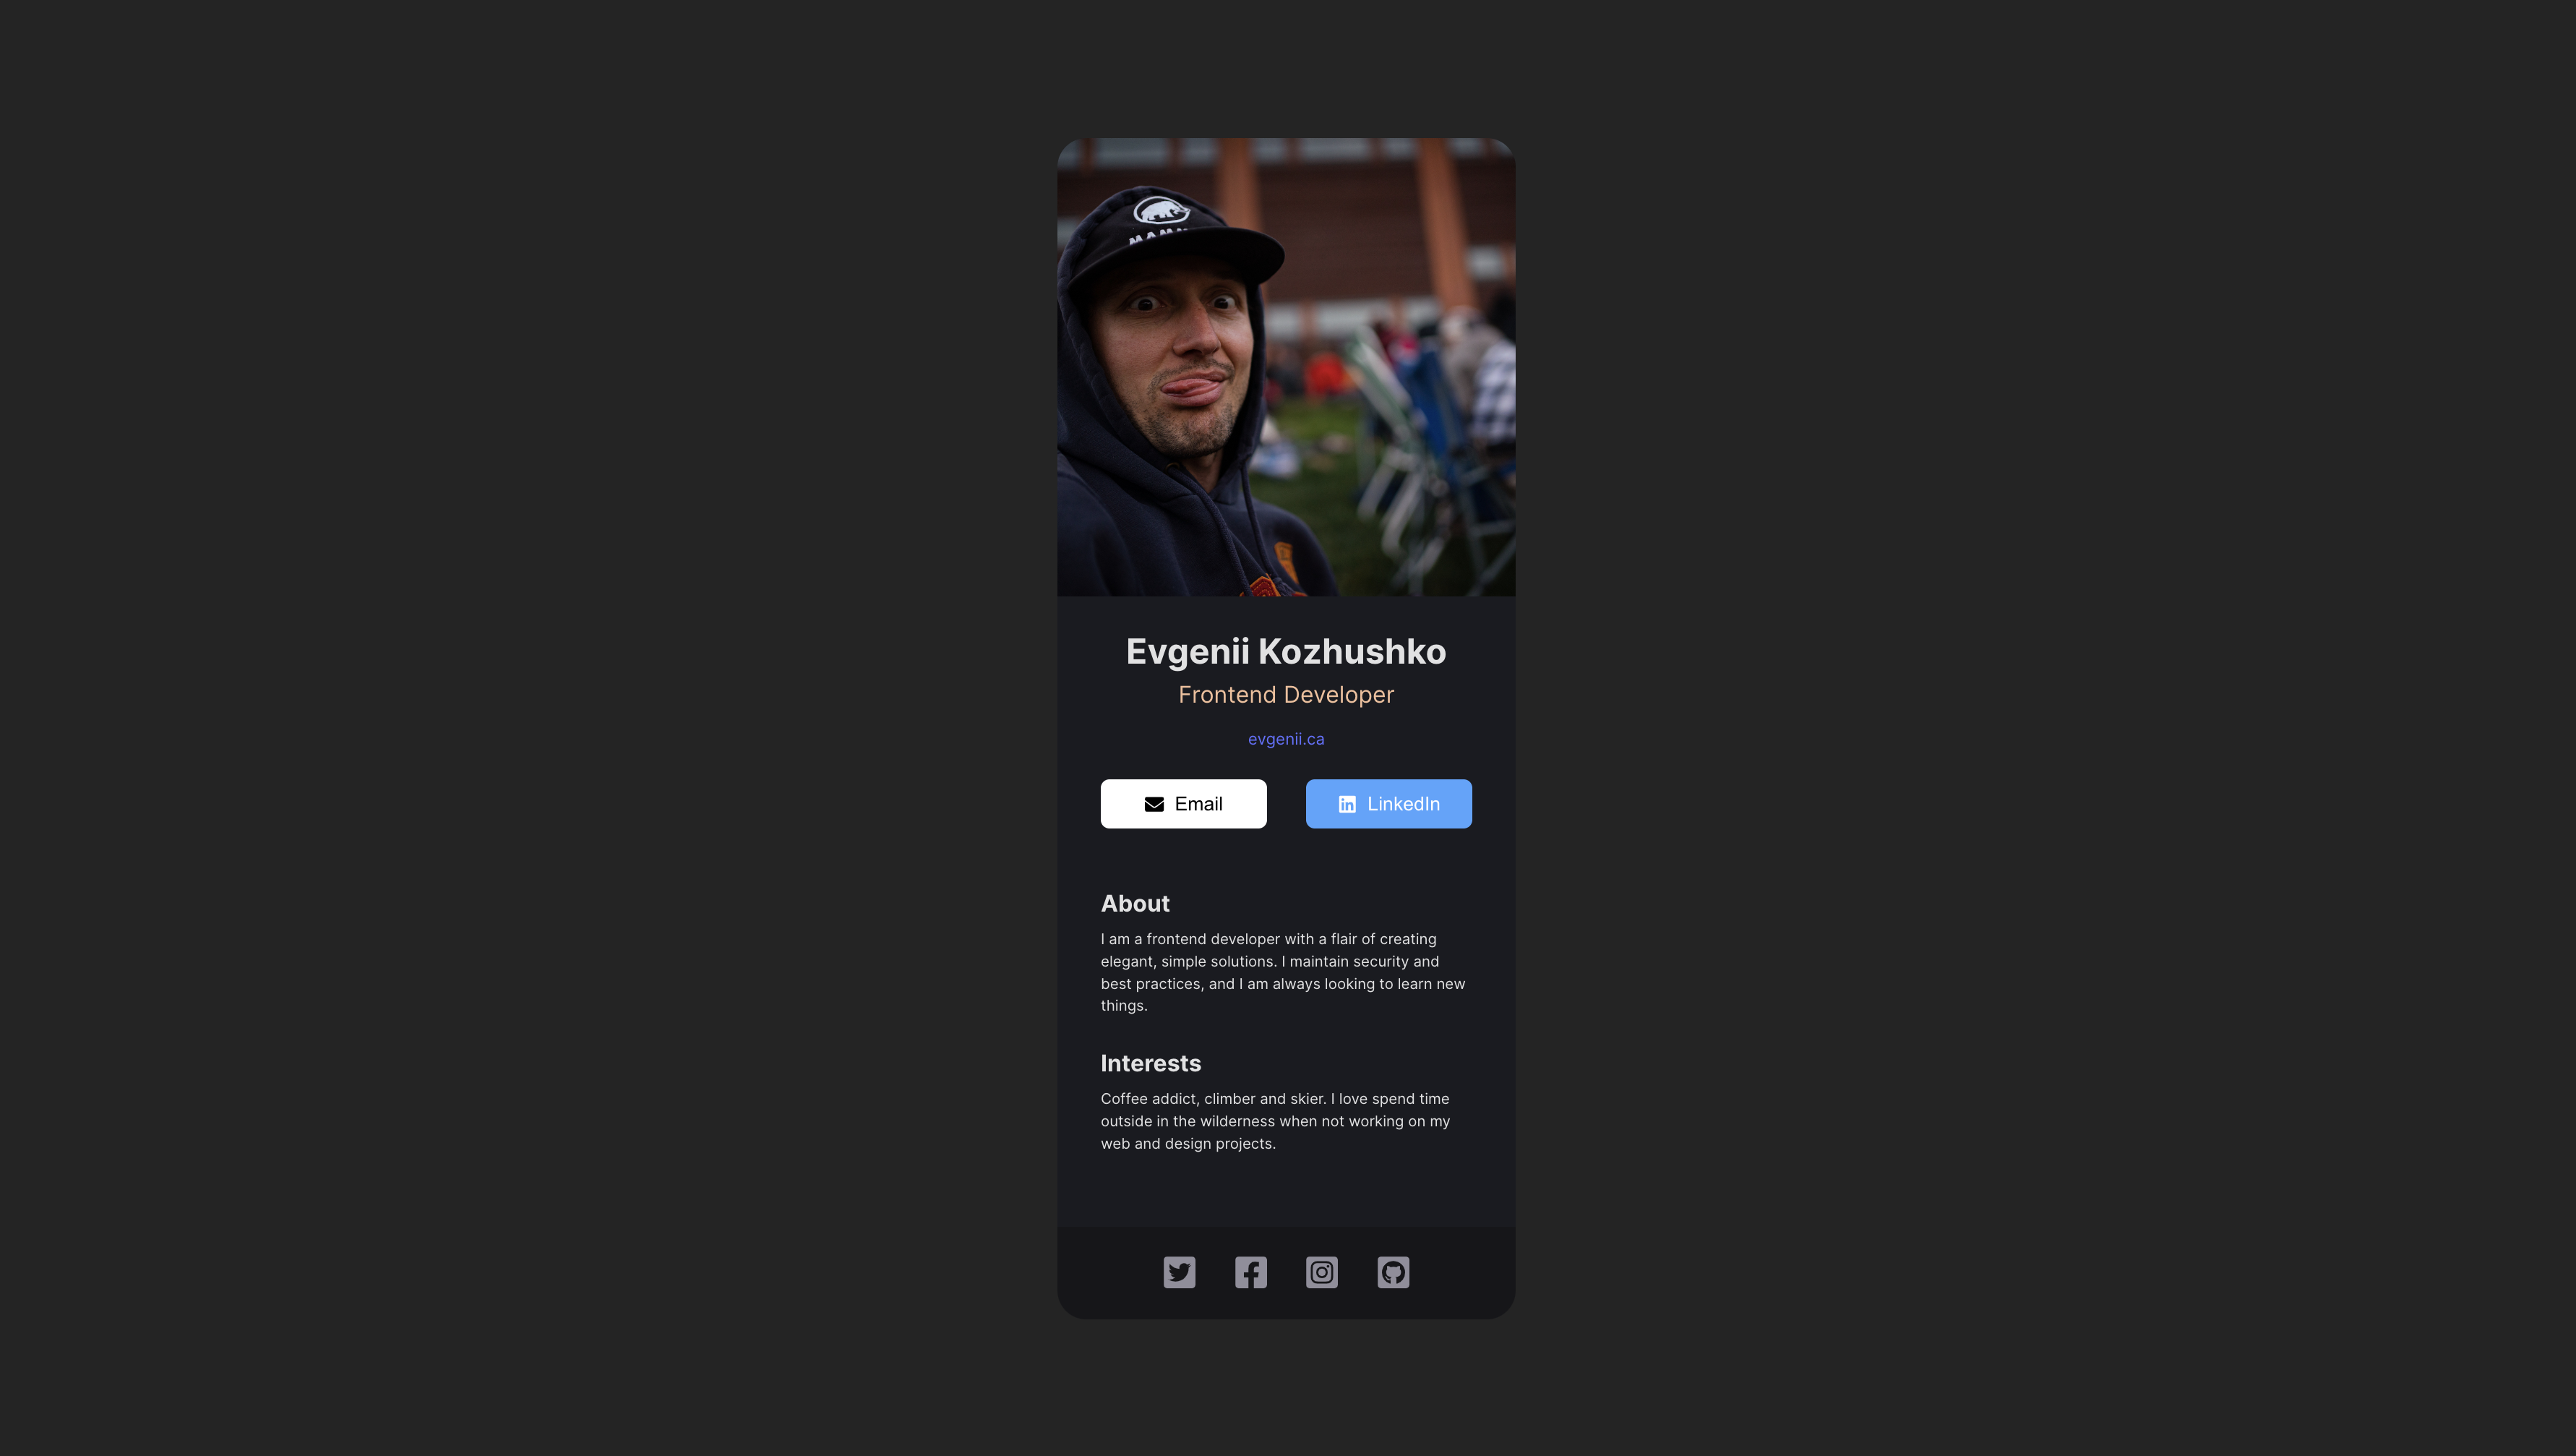 Evgenii Kozhushko
Frontend Developer
evgenii.ca
Email
LinkedIn
About
I am a frontend developer with a flair of creating
elegant, simple solutions. I maintain security and
best practices, and I am always looking to learn new
things.
Interests
Coffee addict, climber and skier. I love spend time
outside in the wilderness when not working on my
web and design projects.